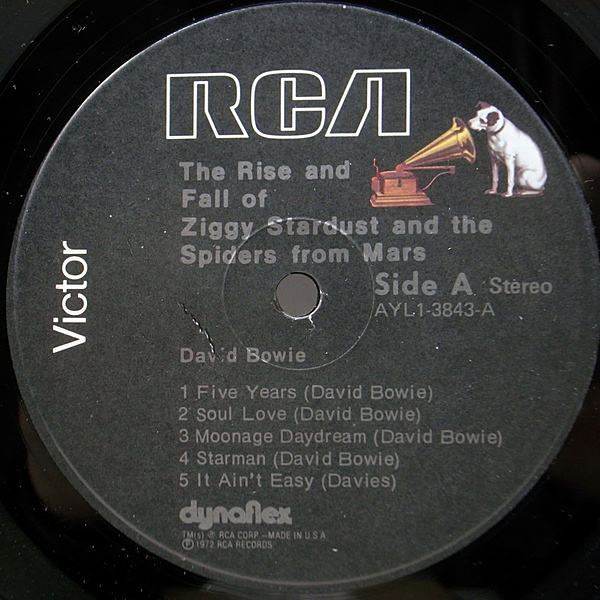 RCA
The Rise and
Fall of
Ziggy Stardust and the
Spiders from Mars
Side A Stereo
AYL1-3843-A
Victor
David Bowie
1 Five Years (David Bowie)
2 Soul Love (David Bowie)
3 Moonage Daydream (David Bowie)
4 Starman (David Bowie)
5 It Ain't Easy (Davies)
dynaflex
TM(s) ® RCA CORP.—MADE IN U.S.A.
℗ 1972 RCA RECORDS